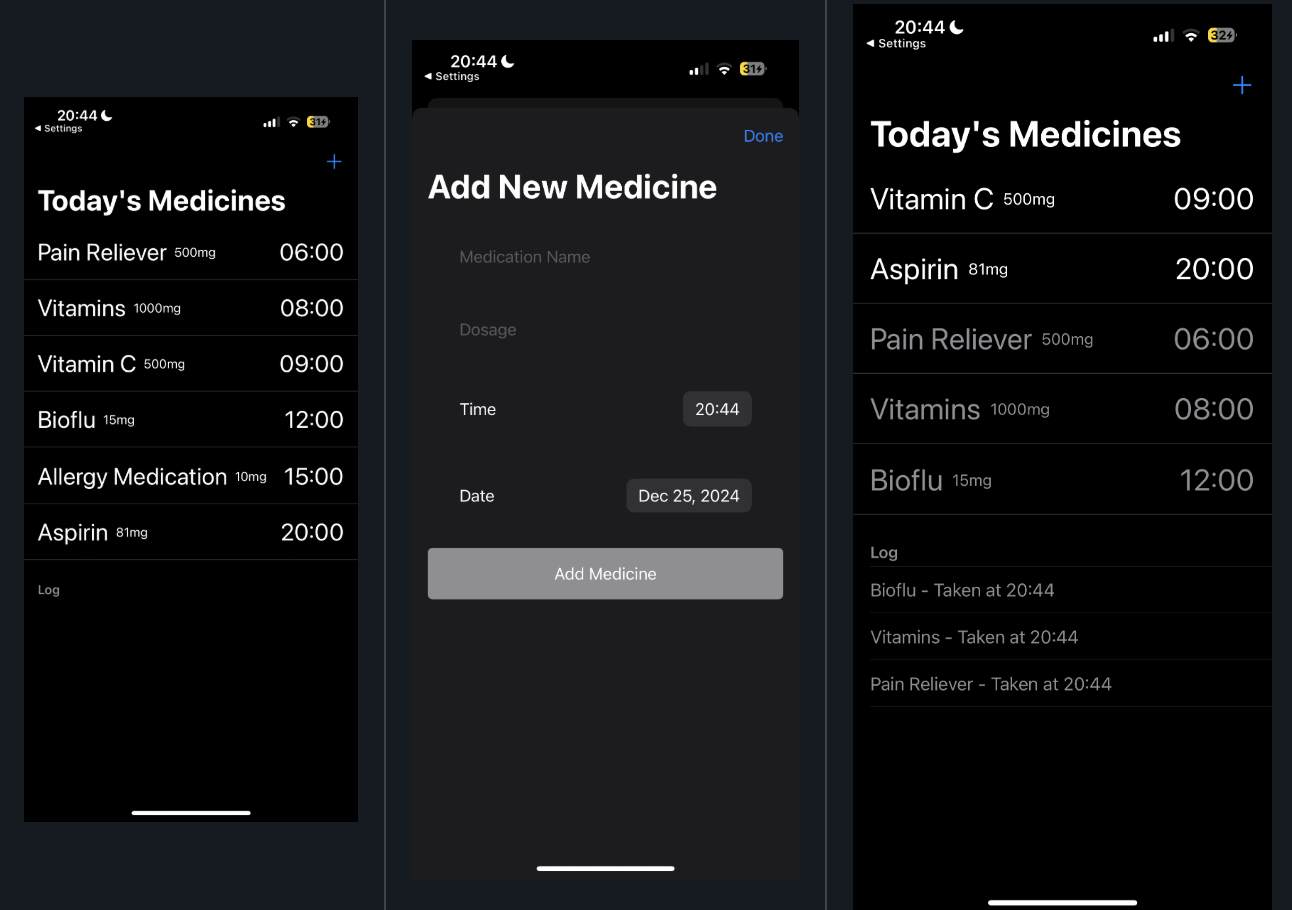 20:44
◄ Settings
31
+
Today's Medicines
Pain Reliever 500mg 06:00
Vitamins 1000mg 08:00
Vitamin C 500mg 09:00
Bioflu 15mg 12:00
Allergy Medication 10mg 15:00
Aspirin 81mg 20:00
Log
20:44
◄ Settings
31
Done
Add New Medicine
Medication Name
Dosage
Time 20:44
Date Dec 25, 2024
Add Medicine
20:44
◄ Settings
32
+
Today's Medicines
Vitamin C 500mg 09:00
Aspirin 81mg 20:00
Pain Reliever 500mg 06:00
Vitamins 1000mg 08:00
Bioflu 15mg 12:00
Log
Bioflu - Taken at 20:44
Vitamins - Taken at 20:44
Pain Reliever - Taken at 20:44